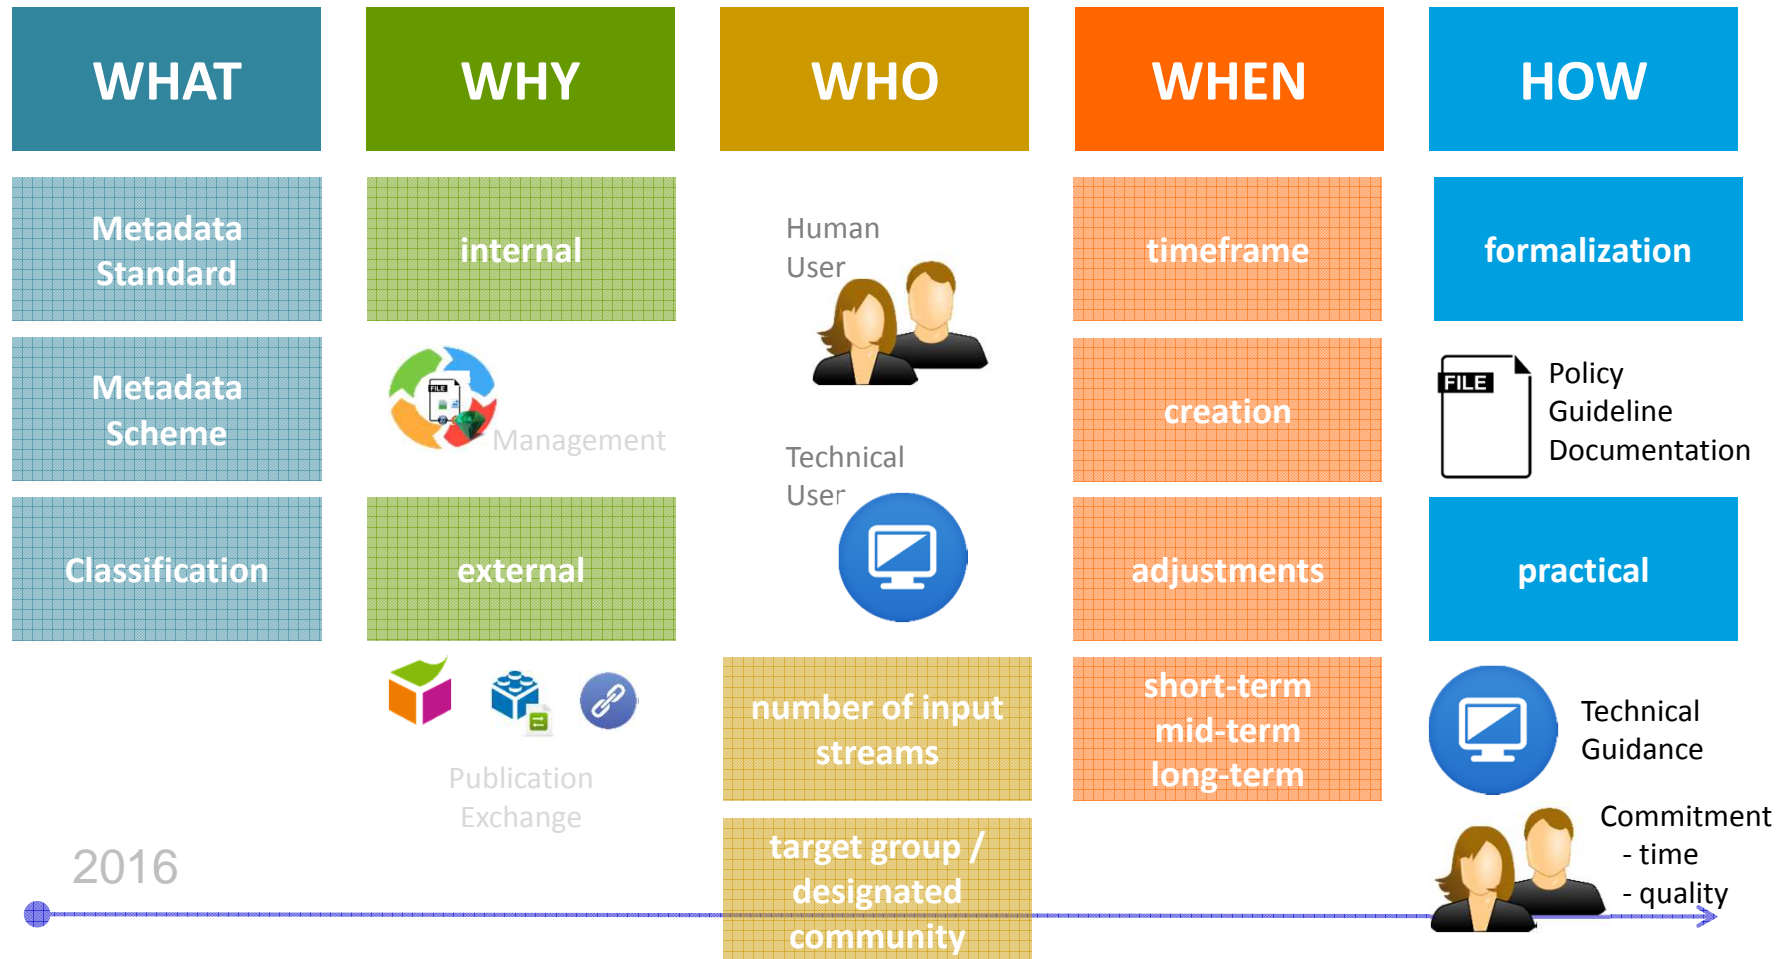 WHAT
WHY
WHO
WHEN
HOW
Metadata
Standard
Metadata
Scheme
Classification
internal
Management
external
Publication
Exchange
Human
User
Technical
User
number of input
streams
target group /
designated
community
timeframe
creation
adjustments
short-term
mid-term
long-term
formalization
FILE
Policy
Guideline
Documentation
practical
Technical
Guidance
Commitment
- time
- quality
2016
FILE